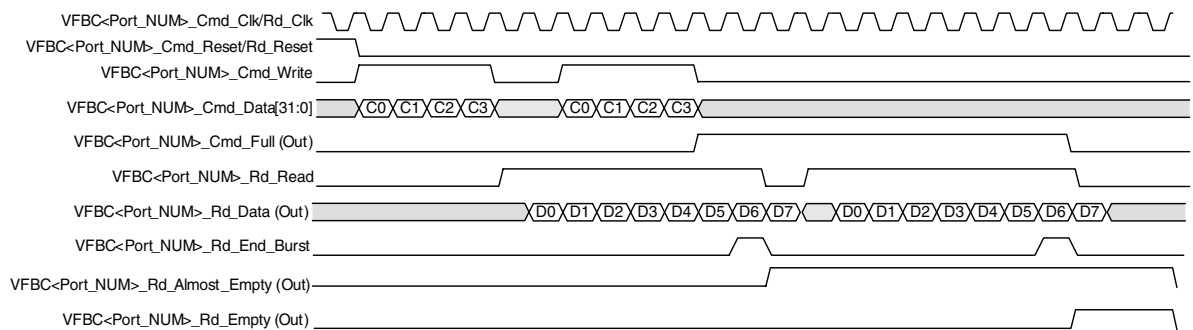 VFBC<Port_NUM>_Cmd_Clk/Rd_Clk
VFBC<Port_NUM>_Cmd_Reset/Rd_Reset
VFBC<Port_NUM>_Cmd_Write
VFBC<Port_NUM>_Cmd_Data[31:0] C0 C1 C2 C3 C0 C1 C2 C3
VFBC<Port_NUM>_Cmd_Full (Out)
VFBC<Port_NUM>_Rd_Read
VFBC<Port_NUM>_Rd_Data (Out) D0 D1 D2 D3 D4 D5 D6 D7 D0 D1 D2 D3 D4 D5 D6 D7
VFBC<Port_NUM>_Rd_End_Burst
VFBC<Port_NUM>_Rd_Almost_Empty (Out)
VFBC<Port_NUM>_Rd_Empty (Out)